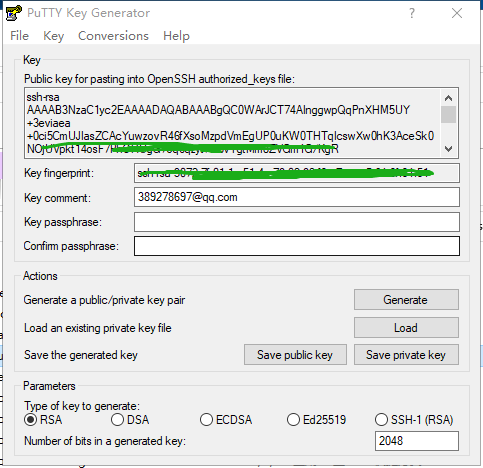 PuTTY Key Generator
File Key Conversions Help
Key
Public key for pasting into OpenSSH authorized_keys file:
ssh-rsa
AAAAB3NzaC1yc2EAAAADAQABAAABgQC0WArJCT74AlnggwpQqPnXHM5UY
+3eviaea
+0ci5CmUJIasZCAcYuwzovR46fXsoMzpdVmEgUP0uKW0THTqIcswXw0hK3AceSk0
Key fingerprint:
Key comment: 389278697@qq.com
Key passphrase:
Confirm passphrase:
Actions
Generate a public/private key pair Generate
Load an existing private key file Load
Save the generated key Save public key Save private key
Parameters
Type of key to generate:
RSA DSA ECDSA Ed25519 SSH-1 (RSA)
Number of bits in a generated key: 2048